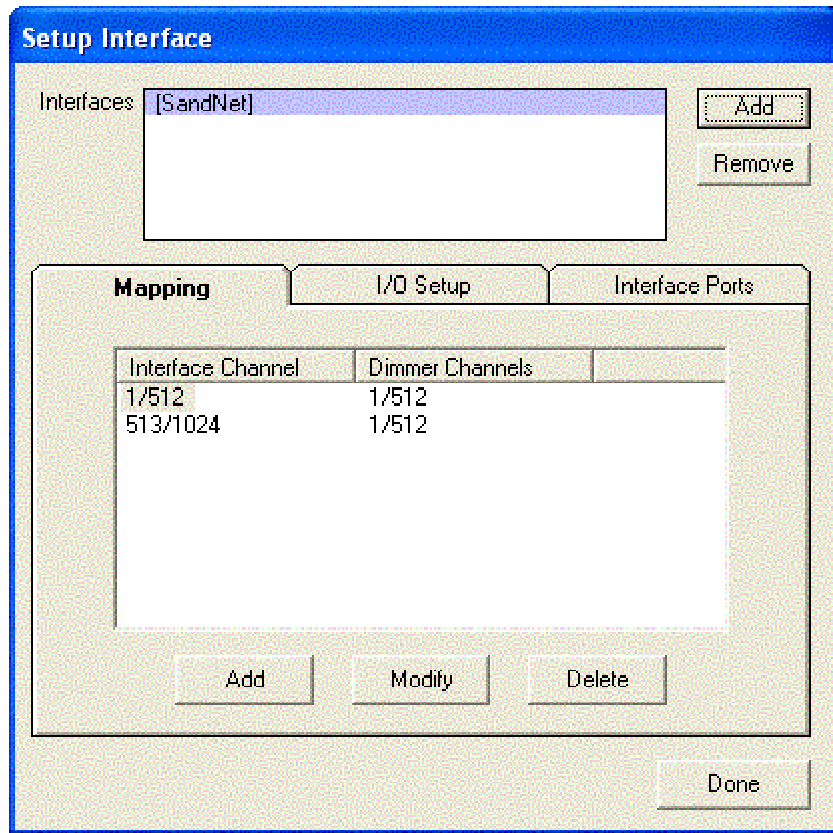 Setup Interface
Interfaces [SandNet] Add
Remove
Mapping I/O Setup Interface Ports
Interface Channel Dimmer Channels
1/512 1/512
513/1024 1/512
Add Modify Delete
Done